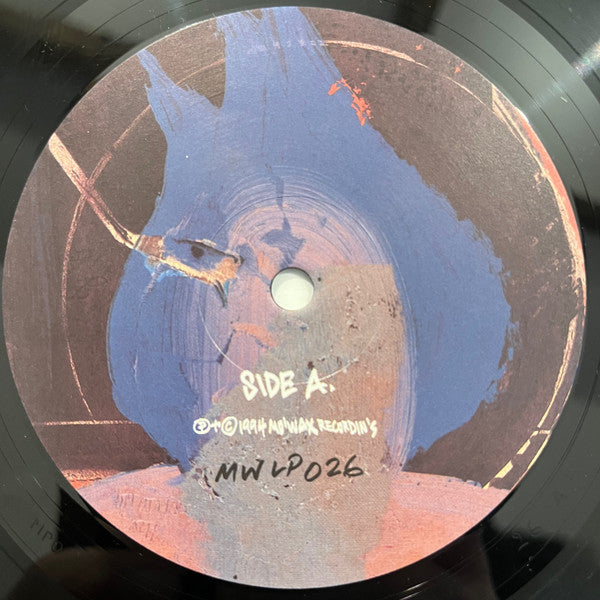 SIDE A.
Ⓟ+© 1994 MO'WAX RECORDIN'S
MWLP026